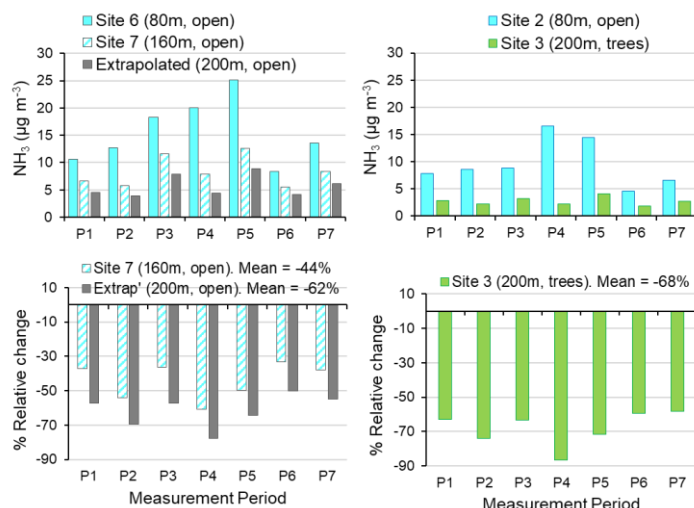 Site 6 (80m, open)
Site 7 (160m, open)
Extrapolated (200m, open)
NH3 (µg m-3)
30
25
20
15
10
5
0
P1 P2 P3 P4 P5 P6 P7
Site 2 (80m, open)
Site 3 (200m, trees)
NH3 (µg m-3)
30
25
20
15
10
5
0
P1 P2 P3 P4 P5 P6 P7
Site 7 (160m, open). Mean = -44%
Extrap' (200m, open). Mean = -62%
% Relative change
10
-10
-30
-50
-70
-90
P1 P2 P3 P4 P5 P6 P7
Measurement Period
Site 3 (200m, trees). Mean = -68%
% Relative change
10
-10
-30
-50
-70
-90
P1 P2 P3 P4 P5 P6 P7
Measurement Period